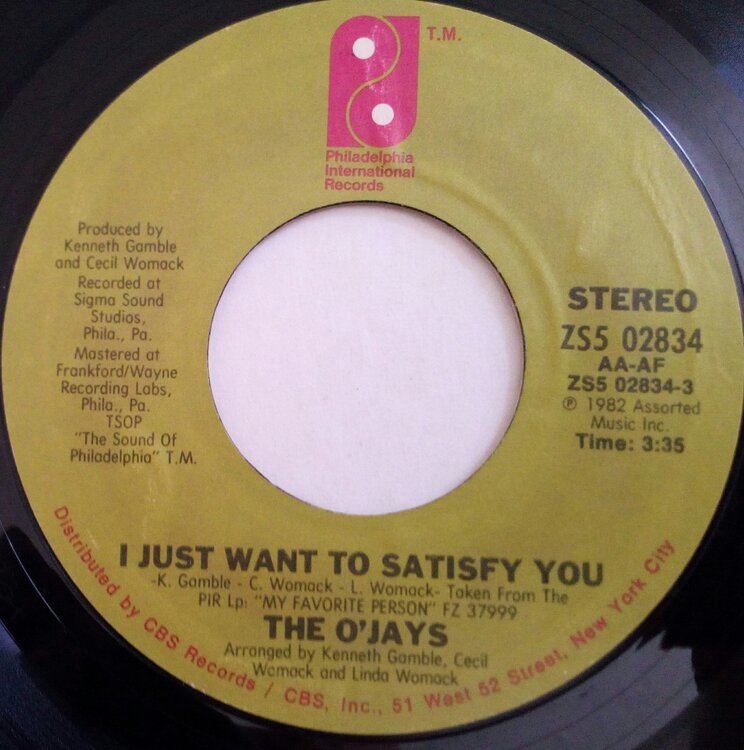 T.M.
Philadelphia
International
Records
Produced by
Kenneth Gamble
and Cecil Womack
Recorded at
Sigma Sound
Studios,
Phila., Pa.
Mastered at
Frankford/Wayne
Recording Labs,
Phila., Pa.
TSOP
"The Sound Of
Philadelphia" T.M.
STEREO
ZS5 02834
AA-AF
ZS5 02834-3
℗ 1982 Assorted
Music Inc.
Time: 3:35
I JUST WANT TO SATISFY YOU
-K. Gamble - C. Womack - L. Womack- Taken From The
PIR Lp: "MY FAVORITE PERSON" FZ 37999
THE O'JAYS
Arranged by Kenneth Gamble, Cecil
Womack and Linda Womack
Distributed by CBS Records / CBS, Inc., 51 West 52 Street, New York City